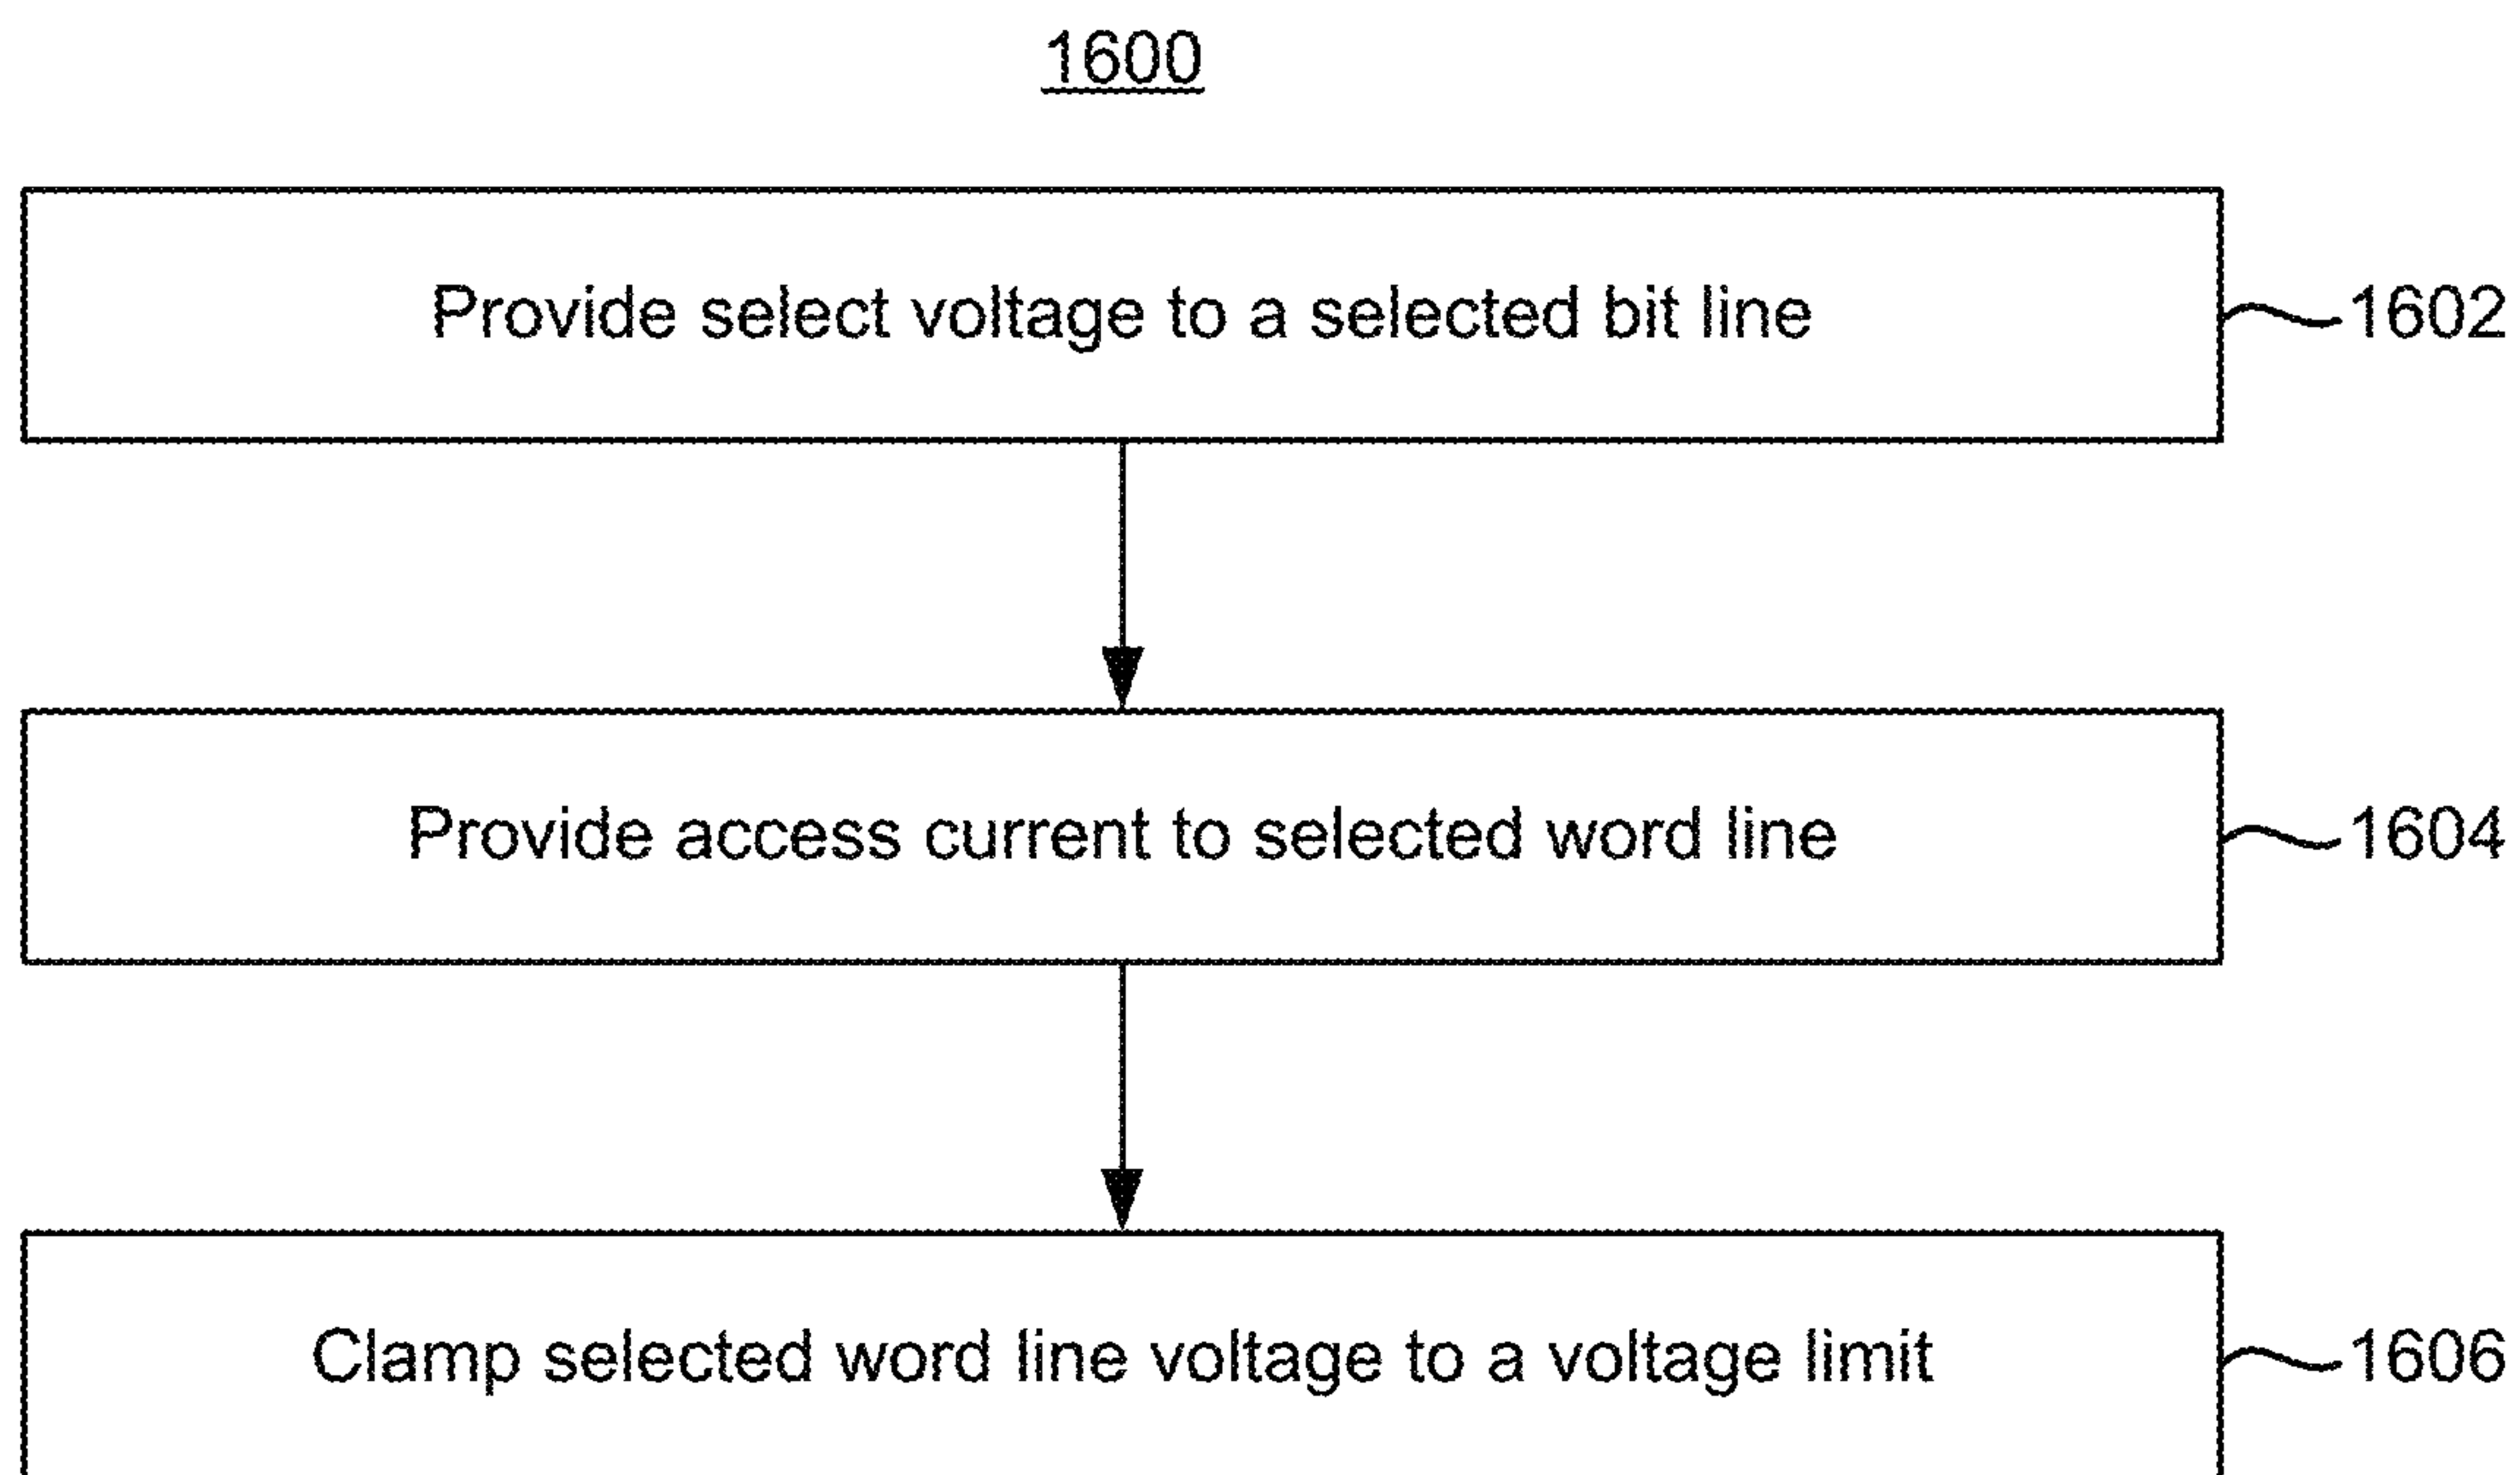 1600
Provide select voltage to a selected bit line
1602
Provide access current to selected word line
1604
Clamp selected word line voltage to a voltage limit
1606